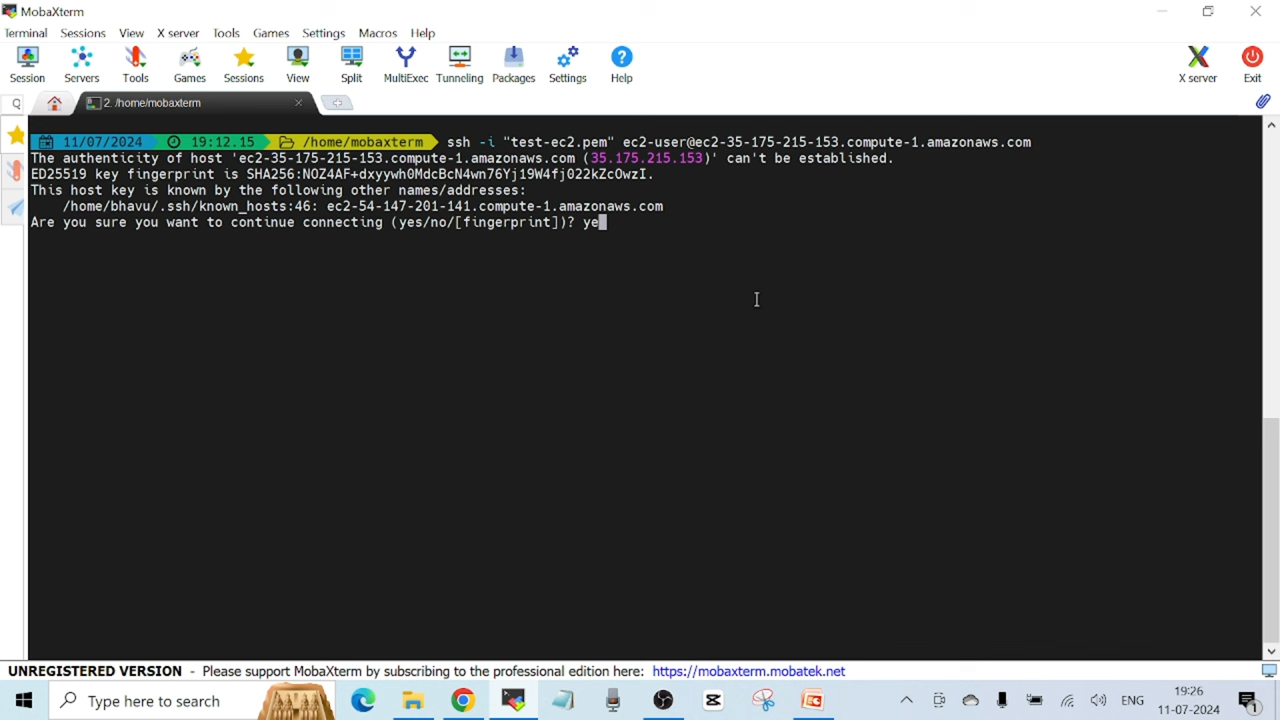 MobaXterm
Terminal Sessions View X server Tools Games Settings Macros Help
Session Servers Tools Games Sessions View Split MultiExec Tunneling Packages Settings Help X server Exit
2. /home/mobaxterm
11/07/2024 19:12.15 /home/mobaxterm ssh -i "test-ec2.pem" ec2-user@ec2-35-175-215-153.compute-1.amazonaws.com
The authenticity of host 'ec2-35-175-215-153.compute-1.amazonaws.com (35.175.215.153)' can't be established.
ED25519 key fingerprint is SHA256:NOZ4AF+dxyywh0MdcBcN4wn76Yj19W4fj022kZcOwzI.
This host key is known by the following other names/addresses:
/home/bhavu/.ssh/known_hosts:46: ec2-54-147-201-141.compute-1.amazonaws.com
Are you sure you want to continue connecting (yes/no/[fingerprint])? ye
UNREGISTERED VERSION - Please support MobaXterm by subscribing to the professional edition here: https://mobaxterm.mobatek.net
Type here to search
ENG
19:26
11-07-2024
1